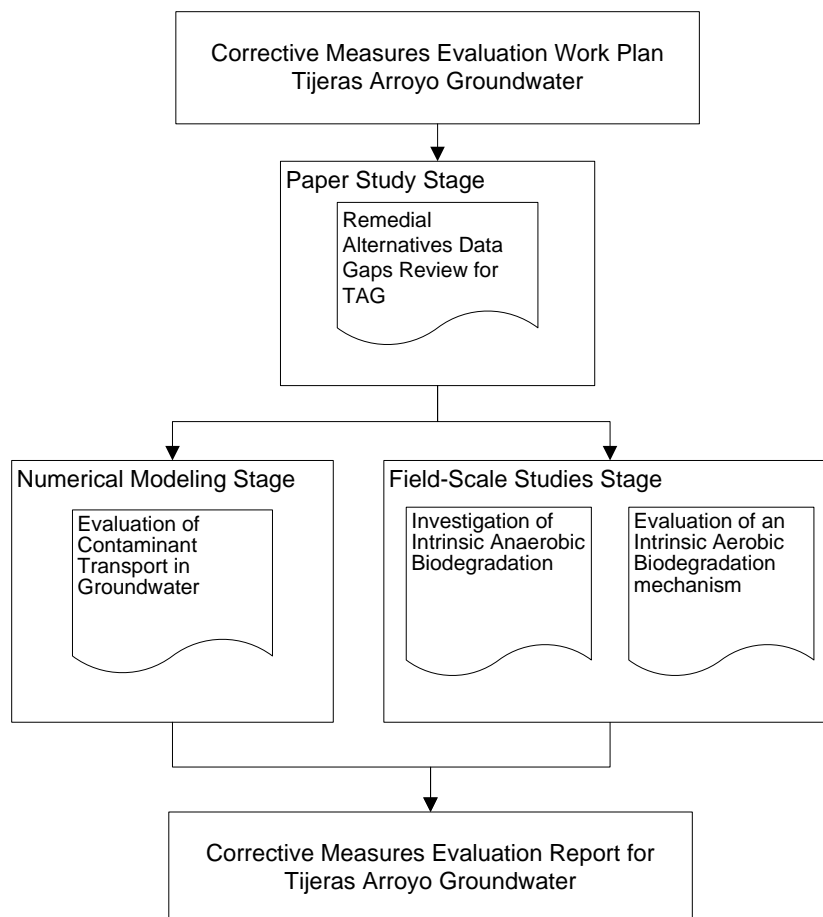 Corrective Measures Evaluation Work Plan
Tijeras Arroyo Groundwater
Paper Study Stage
Remedial
Alternatives Data
Gaps Review for
TAG
Numerical Modeling Stage
Evaluation of
Contaminant
Transport in
Groundwater
Field-Scale Studies Stage
Investigation of
Intrinsic Anaerobic
Biodegradation
Evaluation of an
Intrinsic Aerobic
Biodegradation
mechanism
Corrective Measures Evaluation Report for
Tijeras Arroyo Groundwater